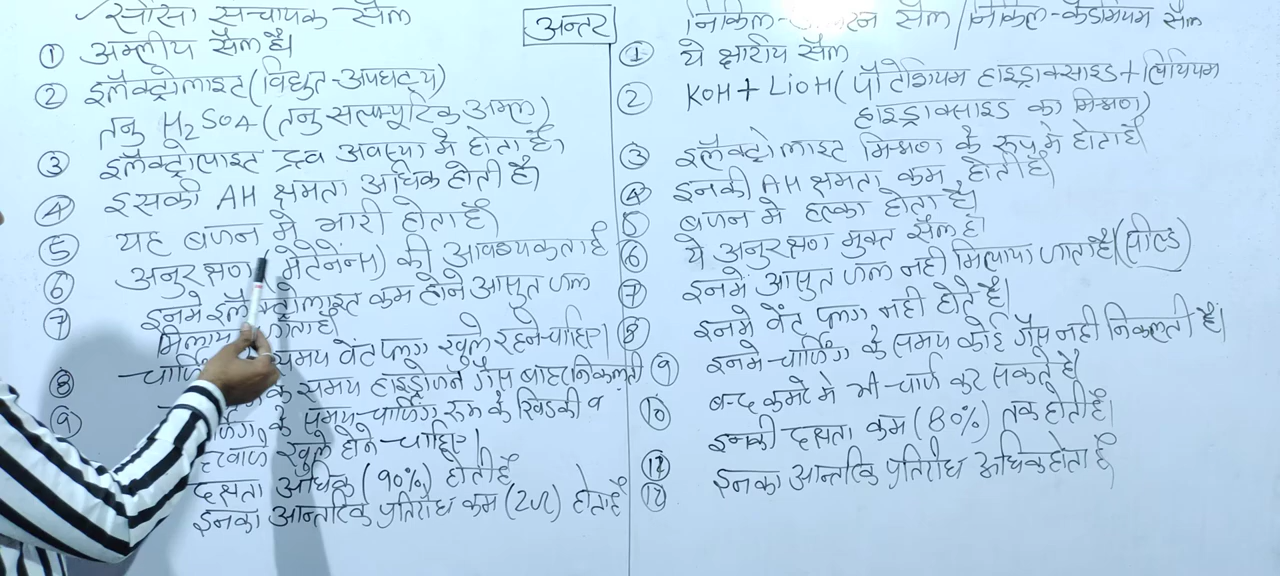 सीसा संचायक सैल
अन्तर
निकिल- सैल / निकिल-कैडमियम सैल
① अम्लीय सैल है।
② इलैक्ट्रोलाइट (विद्युत-अपघट्य)
तनु H₂SO₄ (तनु सल्फ्यूरिक अम्ल)
③ इलैक्ट्रोलाइट द्रव अवस्था मे होता है।
④ इसकी AH क्षमता अधिक होती है।
⑤ यह बजन मे भारी होता है।
⑥ अनुरक्षण (मेंटेनेंन्स) की आवश्यकता है
⑦ इनमे इलैक्ट्रोलाइट कम होने आसुत जल
मिलाया जाता है।
⑧ चार्जिंग समय वेंट प्लग खुले रहने चाहिए।
⑨ के समय हाइड्रोजन गैस बाहर निकलती
के समय चार्जिंग रूम के खिडकी व
खुले होने चाहिए।
दक्षता अधिक (90%) होती है
इनका आन्तरिक प्रतिरोध कम (2Ω) होता है
① ये क्षारीय सैल
② KOH + LiOH (पौटेशियम हाइड्राक्साइड + लिथियम
हाइड्राक्साइड का मिश्रण)
③ इलैक्ट्रोलाइट मिश्रण के रूप मे होता है
④ इनकी AH क्षमता कम होती है।
⑤ बजन मे हल्का होता है।
⑥ ये अनुरक्षण मुक्त सैल है।
⑦ इनमें आसुत जल नही मिलाया जाता है। (सील्ड)
⑧ इनमे वेंट प्लग नही होते है।
⑨ इनमे चार्जिंग के समय कोई गैस नही निकलती है।
⑩ बन्द कमरे मे भी चार्ज कर सकते है
⑪ इनकी दक्षता कम (80%) तक होती है।
⑫ इनका आन्तरिक प्रतिरोध अधिक होता है